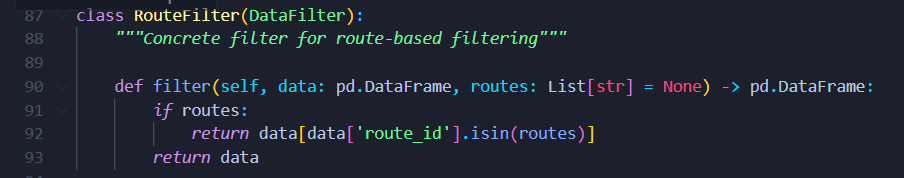 87 class RouteFilter(DataFilter):
88     """Concrete filter for route-based filtering"""
89
90     def filter(self, data: pd.DataFrame, routes: List[str] = None) -> pd.DataFrame:
91         if routes:
92             return data[data['route_id'].isin(routes)]
93         return data